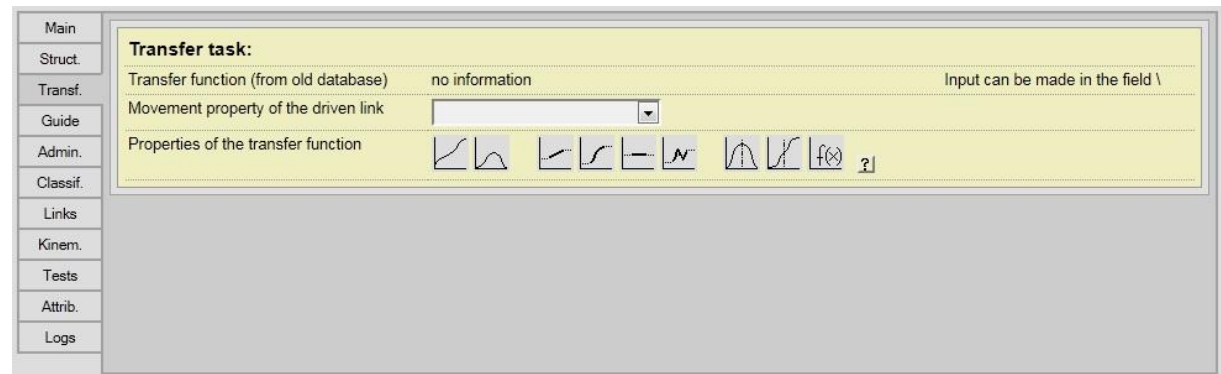 Main
Struct.
Transf.
Guide
Admin.
Classif.
Links
Kinem.
Tests
Attrib.
Logs
Transfer task:
Transfer function (from old database) no information Input can be made in the field \
Movement property of the driven link
Properties of the transfer function f(x) ?